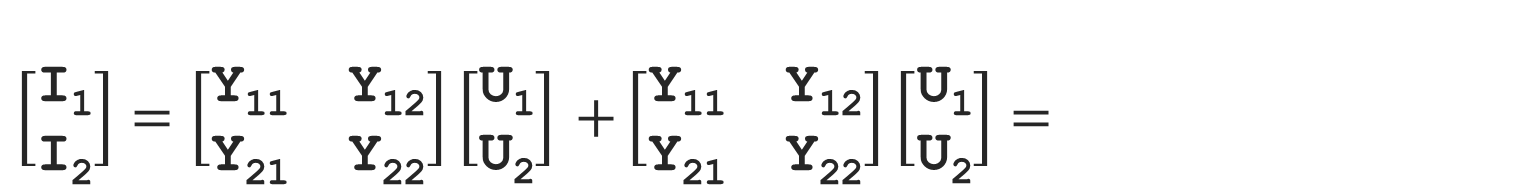 [I₁ I₂] = [Y₁₁ Y₁₂ Y₂₁ Y₂₂] [U₁ U₂] + [Y₁₁ Y₁₂ Y₂₁ Y₂₂] [U₁ U₂] =